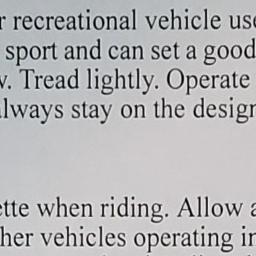 recreational vehicle use
sport and can set a good
. Tread lightly. Operate
always stay on the design
ette when riding. Allow a
her vehicles operating in